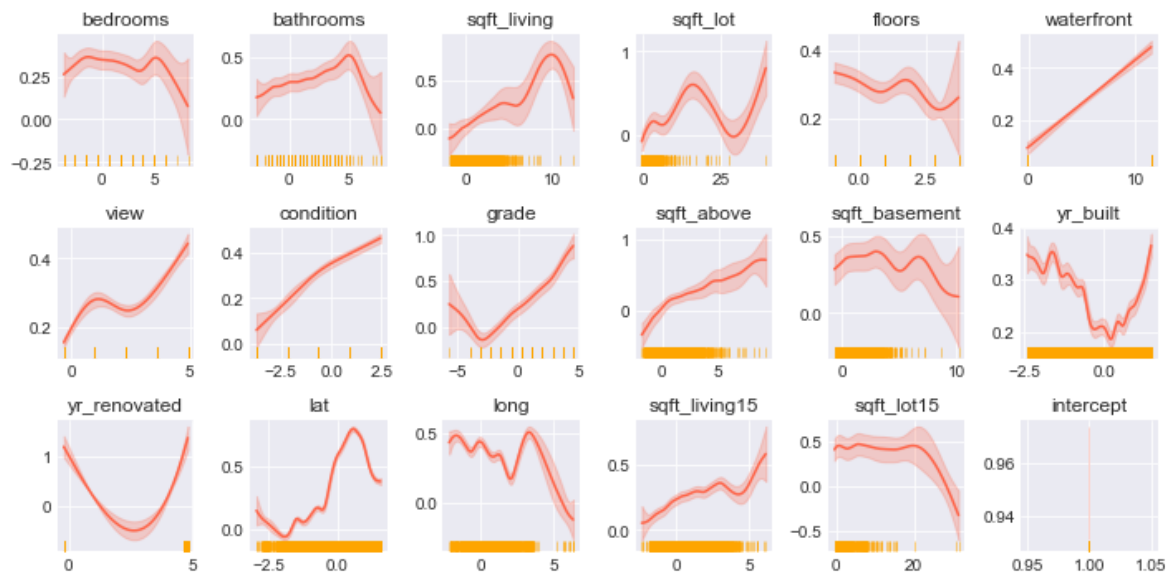 bedrooms bathrooms sqft_living sqft_lot floors waterfront
0.25 0.00 −0.25 0 5
0.5 0.0 0 5
0.5 0.0 0 10
1 0 0 25
0.4 0.2 0.0 2.5
0.4 0.2 0 10
view condition grade sqft_above sqft_basement yr_built
0.4 0.2 0 5
0.4 0.2 0.0 −2.5 0.0 2.5
1.0 0.5 0.0 −5 0 5
1 0 0 5
0.5 0.0 0 10
0.4 0.3 0.2 −2.5 0.0
yr_renovated lat long sqft_living15 sqft_lot15 intercept
1 0 0 5
0.5 0.0 −2.5 0.0
0.5 0.0 0 5
0.5 0.0 0 5
0.5 0.0 −0.5 0 20
0.96 0.94 0.95 1.00 1.05